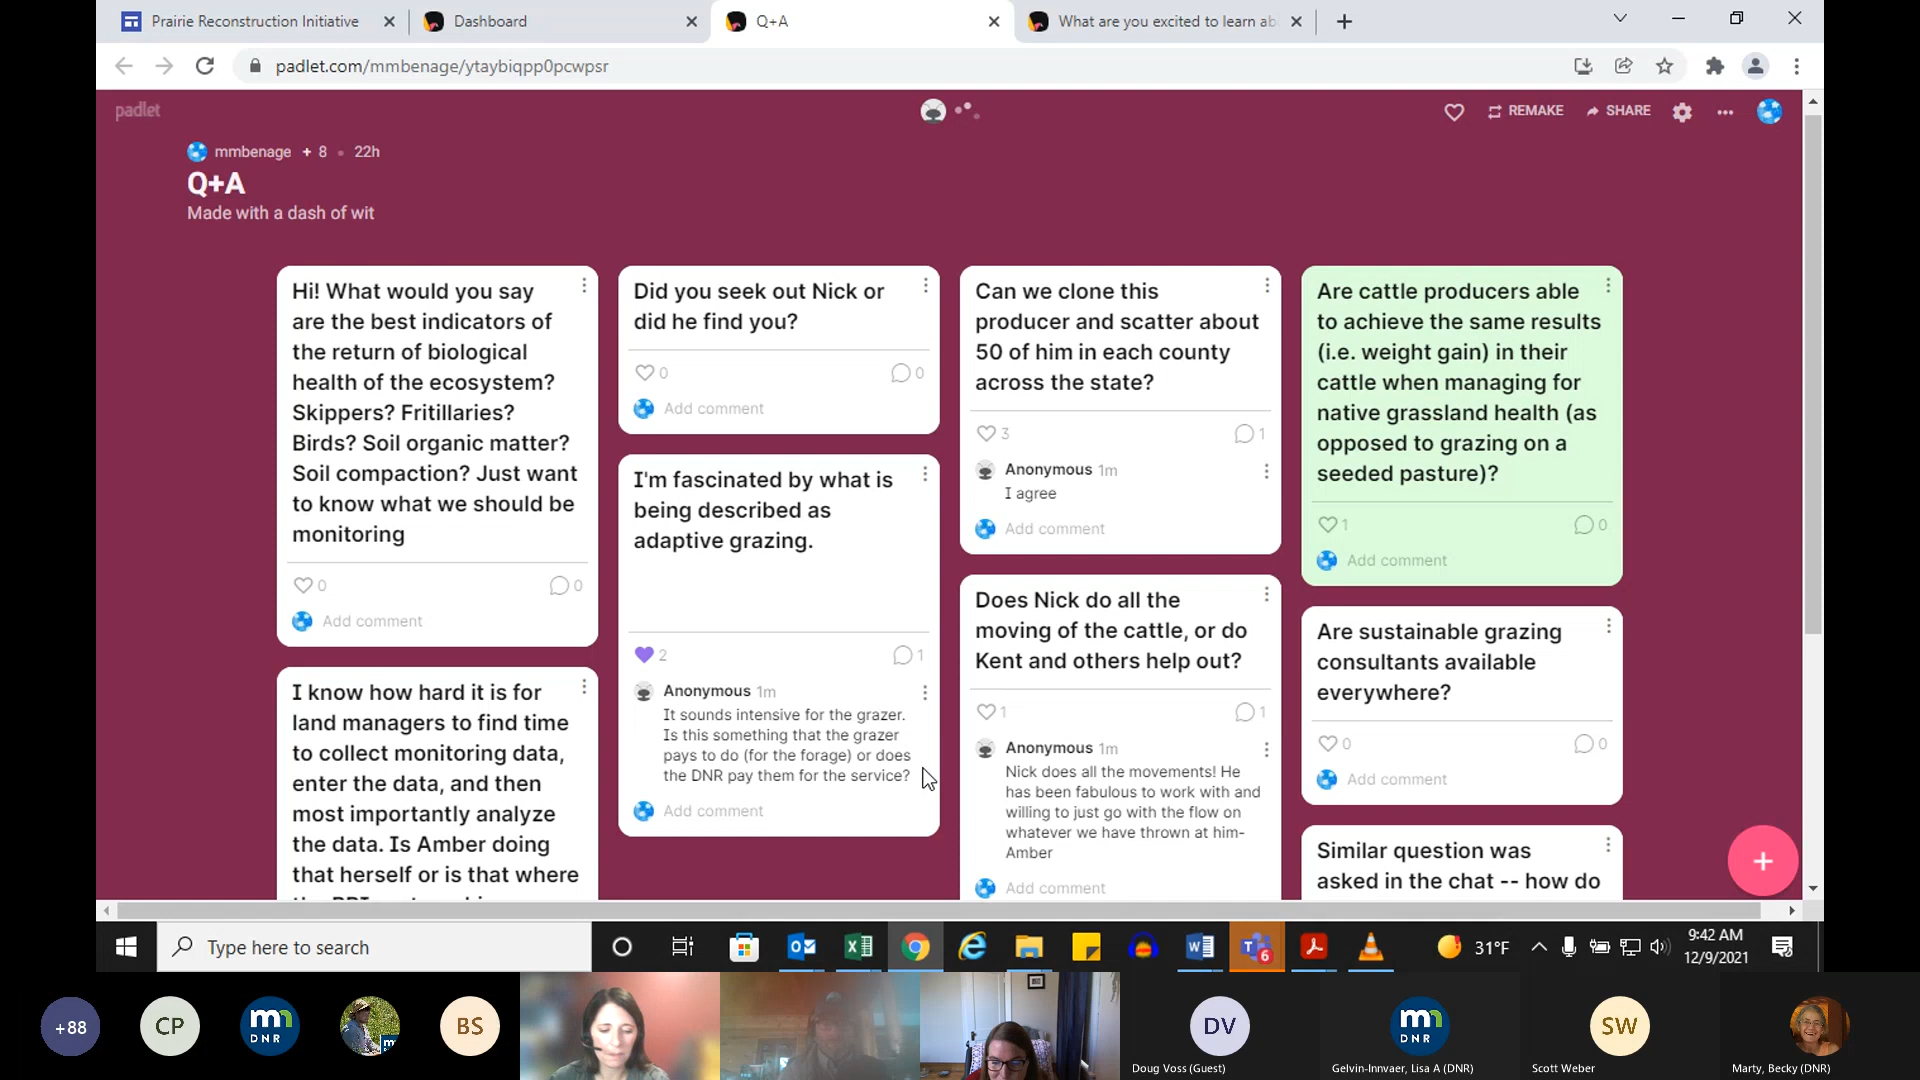 Prairie Reconstruction Initiative
Dashboard
Q+A
What are you excited to learn ab
padlet.com/mmbenage/ytaybiqpp0pcwpsr
padlet
REMAKE
SHARE
mmbenage + 8 • 22h
Q+A
Made with a dash of wit
Hi! What would you say
are the best indicators of
the return of biological
health of the ecosystem?
Skippers? Fritillaries?
Birds? Soil organic matter?
Soil compaction? Just want
to know what we should be
monitoring
0
0
Add comment
I know how hard it is for
land managers to find time
to collect monitoring data,
enter the data, and then
most importantly analyze
the data. Is Amber doing
that herself or is that where
Did you seek out Nick or
did he find you?
0
0
Add comment
I'm fascinated by what is
being described as
adaptive grazing.
2
1
Anonymous 1m
It sounds intensive for the grazer.
Is this something that the grazer
pays to do (for the forage) or does
the DNR pay them for the service?
Add comment
Can we clone this
producer and scatter about
50 of him in each county
across the state?
3
1
Anonymous 1m
I agree
Add comment
Does Nick do all the
moving of the cattle, or do
Kent and others help out?
1
1
Anonymous 1m
Nick does all the movements! He
has been fabulous to work with and
willing to just go with the flow on
whatever we have thrown at him-
Amber
Add comment
Are cattle producers able
to achieve the same results
(i.e. weight gain) in their
cattle when managing for
native grassland health (as
opposed to grazing on a
seeded pasture)?
1
0
Add comment
Are sustainable grazing
consultants available
everywhere?
0
0
Add comment
Similar question was
asked in the chat -- how do
Type here to search
6
31°F
9:42 AM
12/9/2021
+88
CP
mn
DNR
m
BS
DV
Doug Voss (Guest)
mn
DNR
Gelvin-Innvaer, Lisa A (DNR)
SW
Scott Weber
Marty, Becky (DNR)